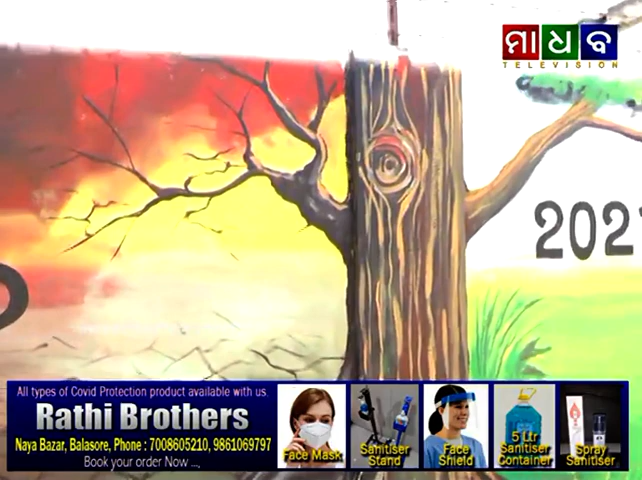 ମାଧବ
TELEVISION
202
All types of Covid Protection product available with us.
Rathi Brothers
Naya Bazar, Balasore, Phone : 7008605210, 9861069797
Book your order Now ...,
Face Mask
Sanitiser
Stand
Face
Shield
5 Ltr
Sanitiser
Container
Spray
Sanitiser